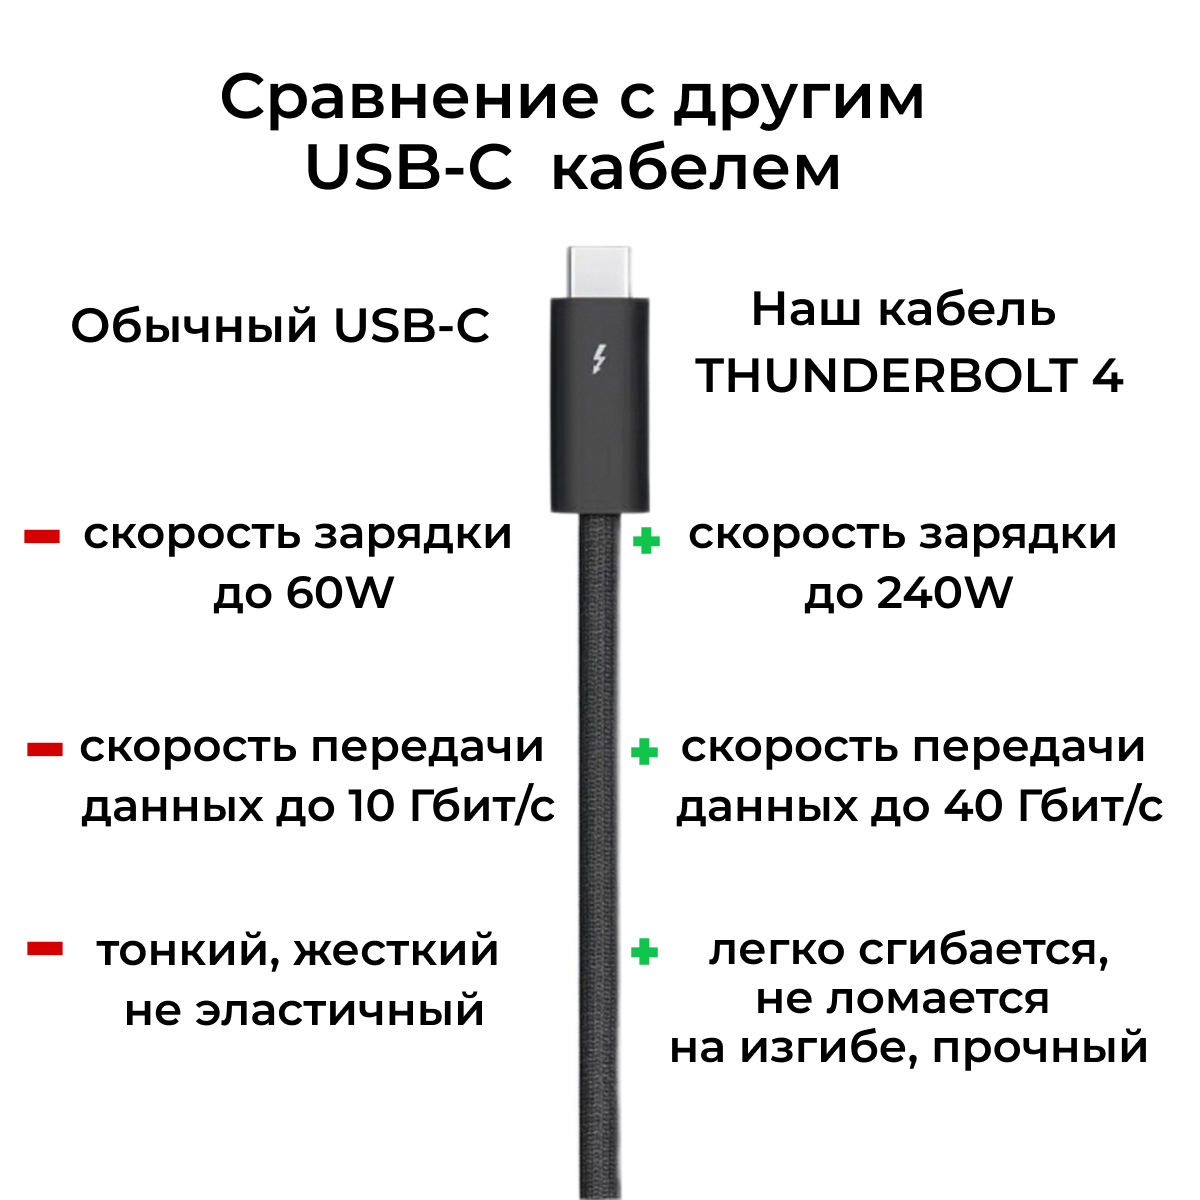 Сравнение с другим
USB-C кабелем
Обычный USB-C
Наш кабель
THUNDERBOLT 4
скорость зарядки
до 60W
скорость зарядки
до 240W
скорость передачи
данных до 10 Гбит/с
скорость передачи
данных до 40 Гбит/с
тонкий, жесткий
не эластичный
легко сгибается,
не ломается
на изгибе, прочный